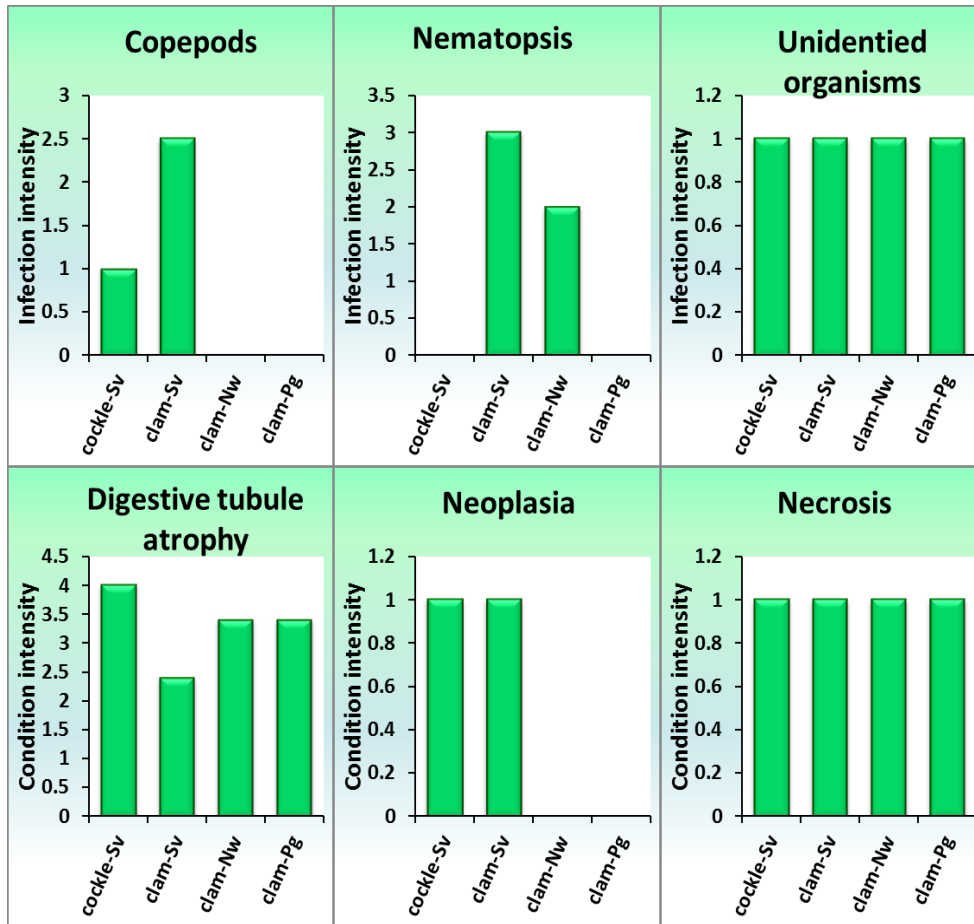 Copepods
Infection intensity
3
2.5
2
1.5
1
0.5
0
cockle-Sv
clam-Sv
clam-Nw
clam-Pg
Nematopsis
Infection intensity
3.5
3
2.5
2
1.5
1
0.5
0
cockle-Sv
clam-Sv
clam-Nw
clam-Pg
Unidentied
organisms
Infection intensity
1.2
1
0.8
0.6
0.4
0.2
0
cockle-Sv
clam-Sv
clam-Nw
clam-Pg
Digestive tubule
atrophy
Condition intensity
4.5
4
3.5
3
2.5
2
1.5
1
0.5
0
cockle-Sv
clam-Sv
clam-Nw
clam-Pg
Neoplasia
Condition intensity
1.2
1
0.8
0.6
0.4
0.2
0
cockle-Sv
clam-Sv
clam-Nw
clam-Pg
Necrosis
Condition intensity
1.2
1
0.8
0.6
0.4
0.2
0
cockle-Sv
clam-Sv
clam-Nw
clam-Pg